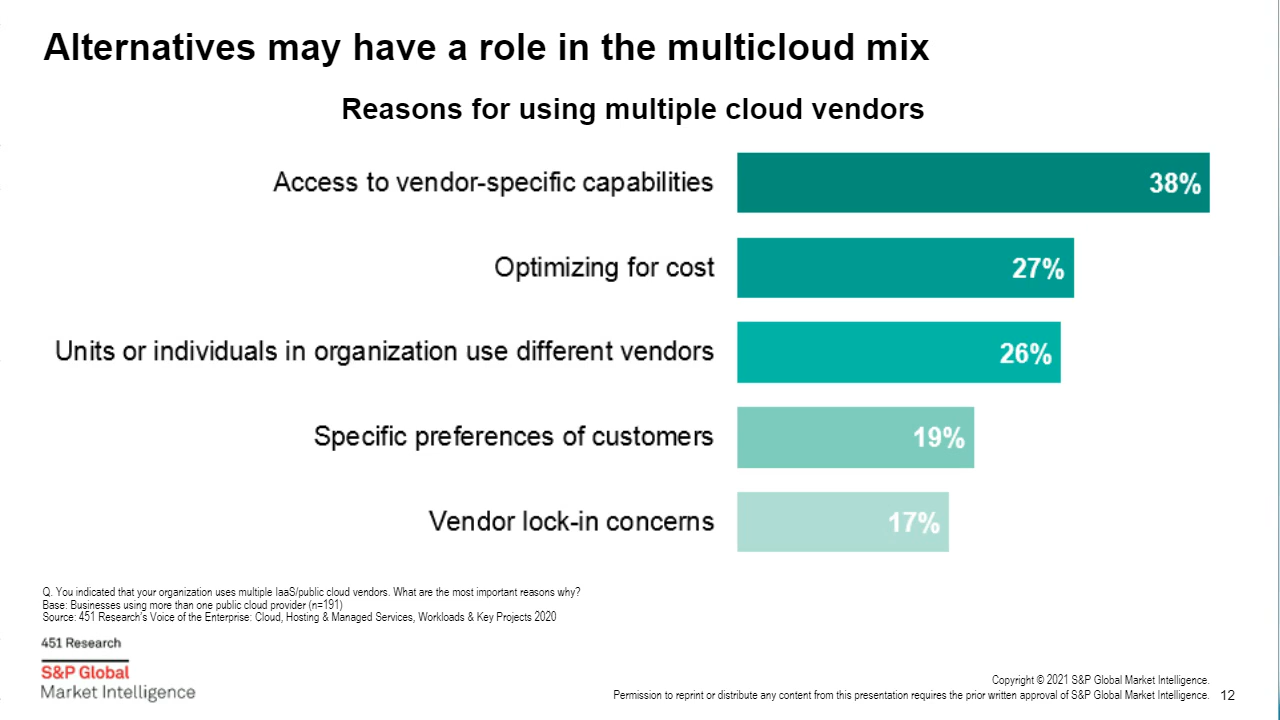 Alternatives may have a role in the multicloud mix
Reasons for using multiple cloud vendors
Access to vendor-specific capabilities 38%
Optimizing for cost 27%
Units or individuals in organization use different vendors 26%
Specific preferences of customers 19%
Vendor lock-in concerns 17%
Q. You indicated that your organization uses multiple IaaS/public cloud vendors. What are the most important reasons why?
Base: Businesses using more than one public cloud provider (n=191)
Source: 451 Research's Voice of the Enterprise: Cloud, Hosting & Managed Services, Workloads & Key Projects 2020
451 Research
S&P Global
Market Intelligence
Copyright © 2021 S&P Global Market Intelligence.
Permission to reprint or distribute any content from this presentation requires the prior written approval of S&P Global Market Intelligence. 12